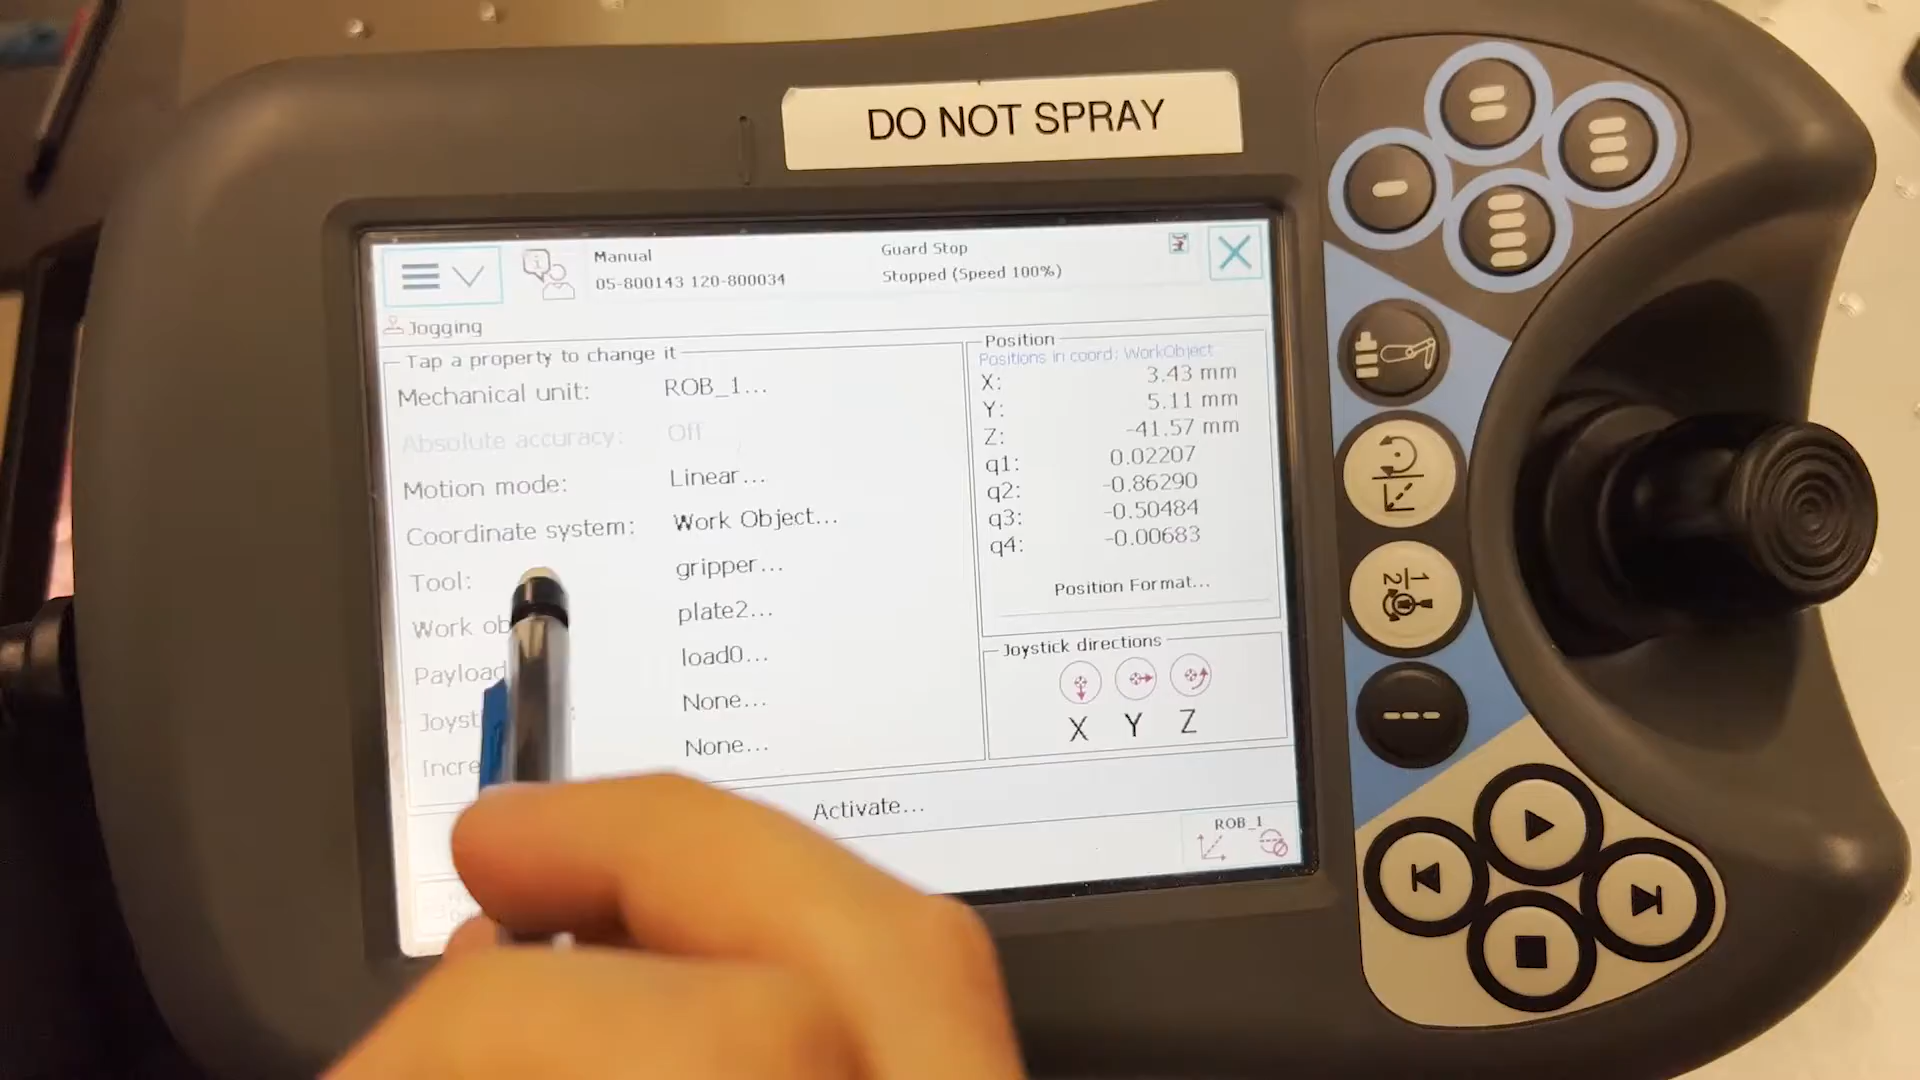 DO NOT SPRAY
Manual
05-800143 120-800034
Guard Stop
Stopped (Speed 100%)
Jogging
Tap a property to change it
Mechanical unit: ROB_1...
Absolute accuracy: Off
Motion mode: Linear...
Coordinate system: Work Object...
Tool: gripper...
Work ob plate2...
Payload load0...
Joyst None...
Incre None...
Position
Positions in coord: WorkObject
X: 3.43 mm
Y: 5.11 mm
Z: -41.57 mm
q1: 0.02207
q2: -0.86290
q3: -0.50484
q4: -0.00683
Position Format...
Joystick directions
X Y Z
Activate...
ROB_1
1
2